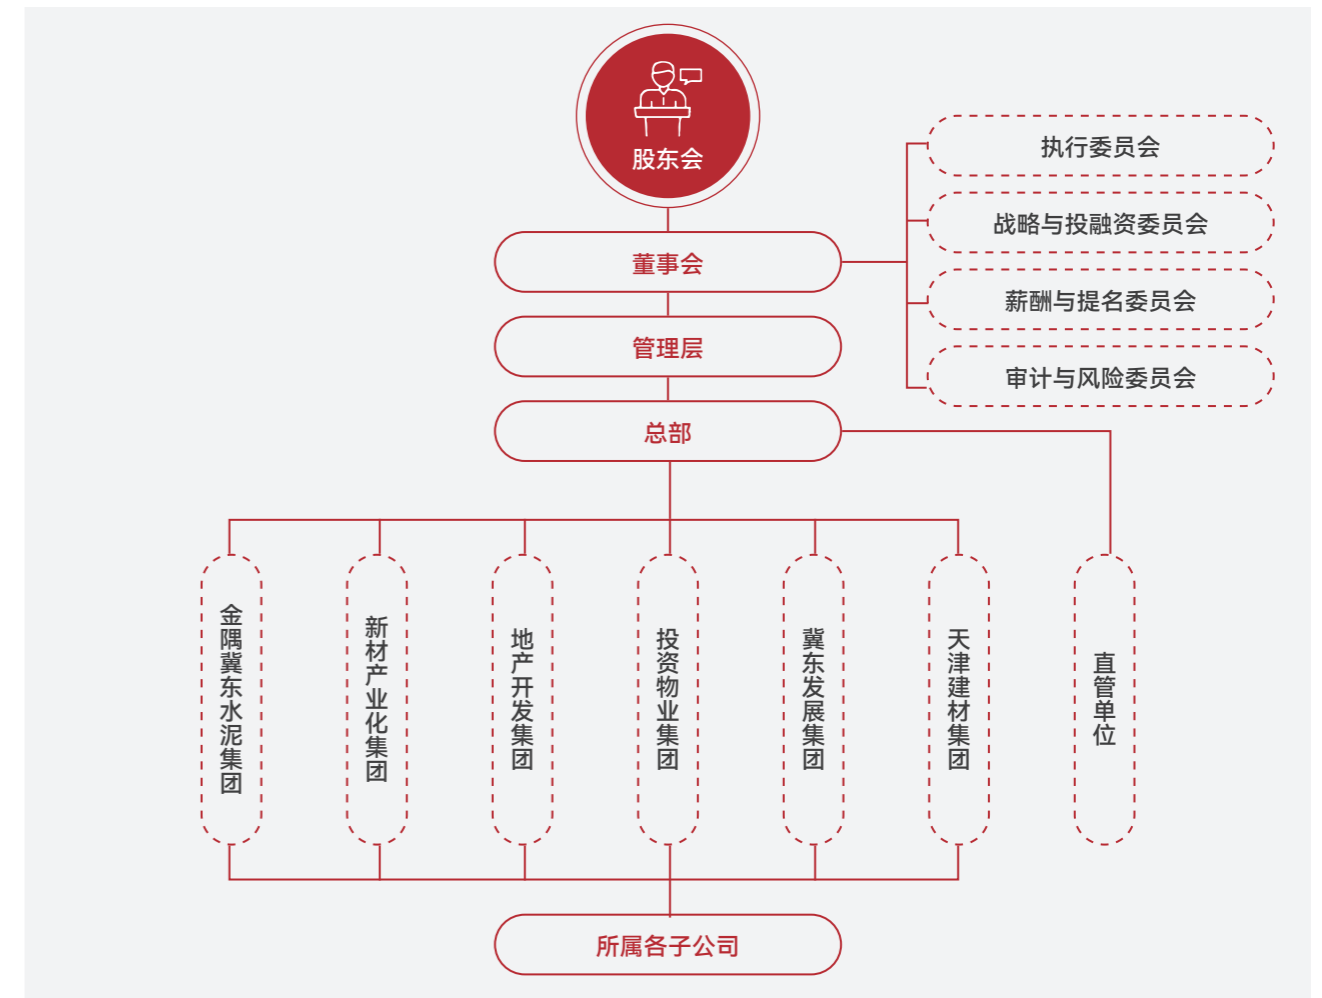 股东会
董事会
执行委员会
战略与投融资委员会
薪酬与提名委员会
审计与风险委员会
管理层
总部
金隅冀东水泥集团
新材产业化集团
地产开发集团
投资物业集团
冀东发展集团
天津建材集团
直管单位
所属各子公司